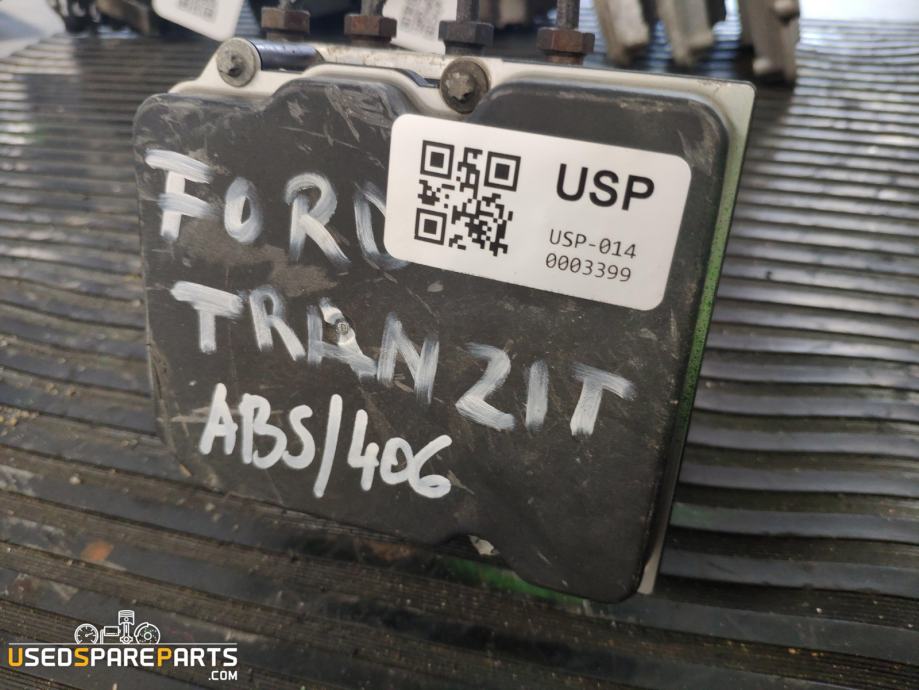 USP
USP-014
0003399
FORD
TRANZIT
ABS/406
USEDSPAREPARTS
.COM